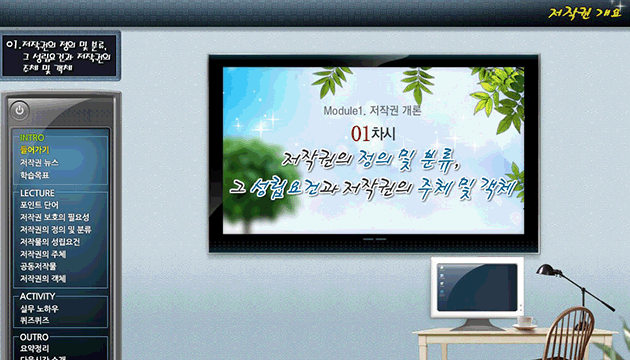 저작권 개요
01.저작권의 정의 및 분류,
그 성립요건과 저작권의
주체 및 객체
INTRO
들어가기
저작권 뉴스
학습목표
LECTURE
포인트 단어
저작권 보호의 필요성
저작권의 정의 및 분류
저작물의 성립요건
저작권의 주체
공동저작물
저작권의 객체
ACTIVITY
실무 노하우
퀴즈퀴즈
OUTRO
요약정리
다음시간 소개
Module1. 저작권 개론
01차시
저작권의 정의 및 분류,
그 성립요건과 저작권의 주체 및 객체